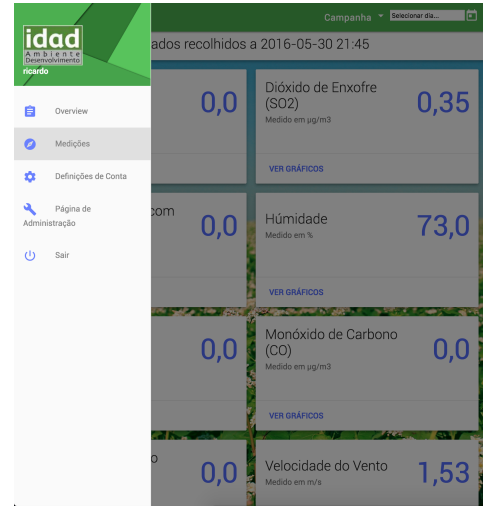 Campanha
Selecionar dia...
idad
Ambiente
Desenvolvimento
ricardo
ados recolhidos a 2016-05-30 21:45
Overview
Medições
Definições de Conta
Página de
Administração
Sair
0,0
Dióxido de Enxofre
(SO2)
Medido em µg/m3
0,35
VER GRÁFICOS
com
0,0
Húmidade
Medido em %
73,0
VER GRÁFICOS
0,0
Monóxido de Carbono
(CO)
Medido em µg/m3
0,0
VER GRÁFICOS
o
0,0
Velocidade do Vento
Medido em m/s
1,53